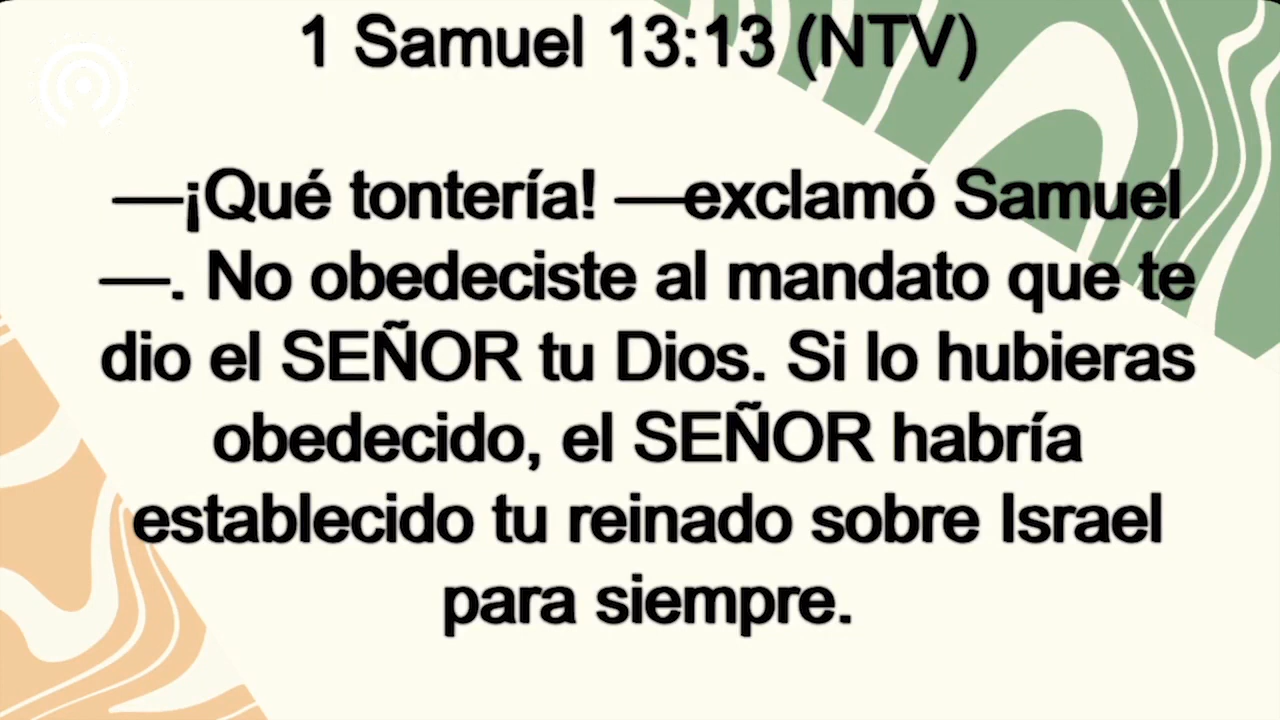 1 Samuel 13:13 (NTV)
—¡Qué tontería! —exclamó Samuel
—. No obedeciste al mandato que te
dio el SEÑOR tu Dios. Si lo hubieras
obedecido, el SEÑOR habría
establecido tu reinado sobre Israel
para siempre.